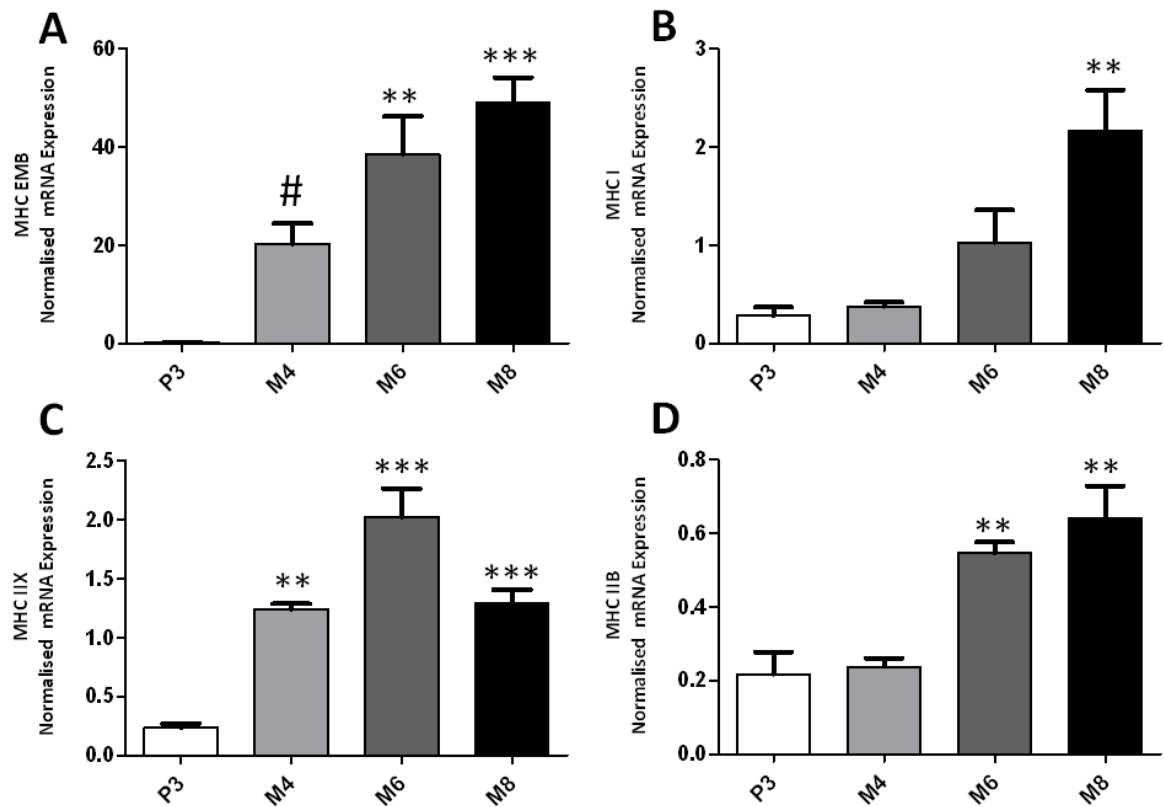 A
MHC EMB
Normalised mRNA Expression
60
40
20
0
#
**
***
P3
M4
M6
M8
B
MHC I
Normalised mRNA Expression
3
2
1
0
**
P3
M4
M6
M8
C
MHC IIX
Normalised mRNA Expression
2.5
2.0
1.5
1.0
0.5
0.0
**
***
***
P3
M4
M6
M8
D
MHC IIB
Normalised mRNA Expression
0.8
0.6
0.4
0.2
0.0
**
**
P3
M4
M6
M8